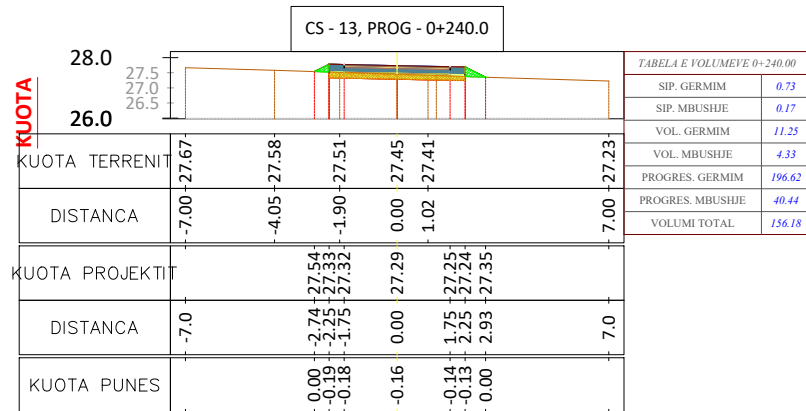 CS - 13, PROG - 0+240.0
28.0
27.5
27.0
26.5
26.0
KUOTA
KUOTA TERRENIT 27.67 27.58 27.51 27.45 27.41 27.23
DISTANCA -7.00 -4.05 -1.90 0.00 1.02 7.00
KUOTA PROJEKTIT 27.54 27.33 27.32 27.29 27.25 27.24 27.35
DISTANCA -7.0 -2.74 -2.25 -1.75 0.00 1.75 2.25 2.93 7.0
KUOTA PUNES 0.00 -0.19 -0.18 -0.16 -0.14 -0.13 0.00
TABELA E VOLUMEVE 0+240.00
SIP. GERMIM 0.73
SIP. MBUSHJE 0.17
VOL. GERMIM 11.25
VOL. MBUSHJE 4.33
PROGRES. GERMIM 196.62
PROGRES. MBUSHJE 40.44
VOLUMI TOTAL 156.18